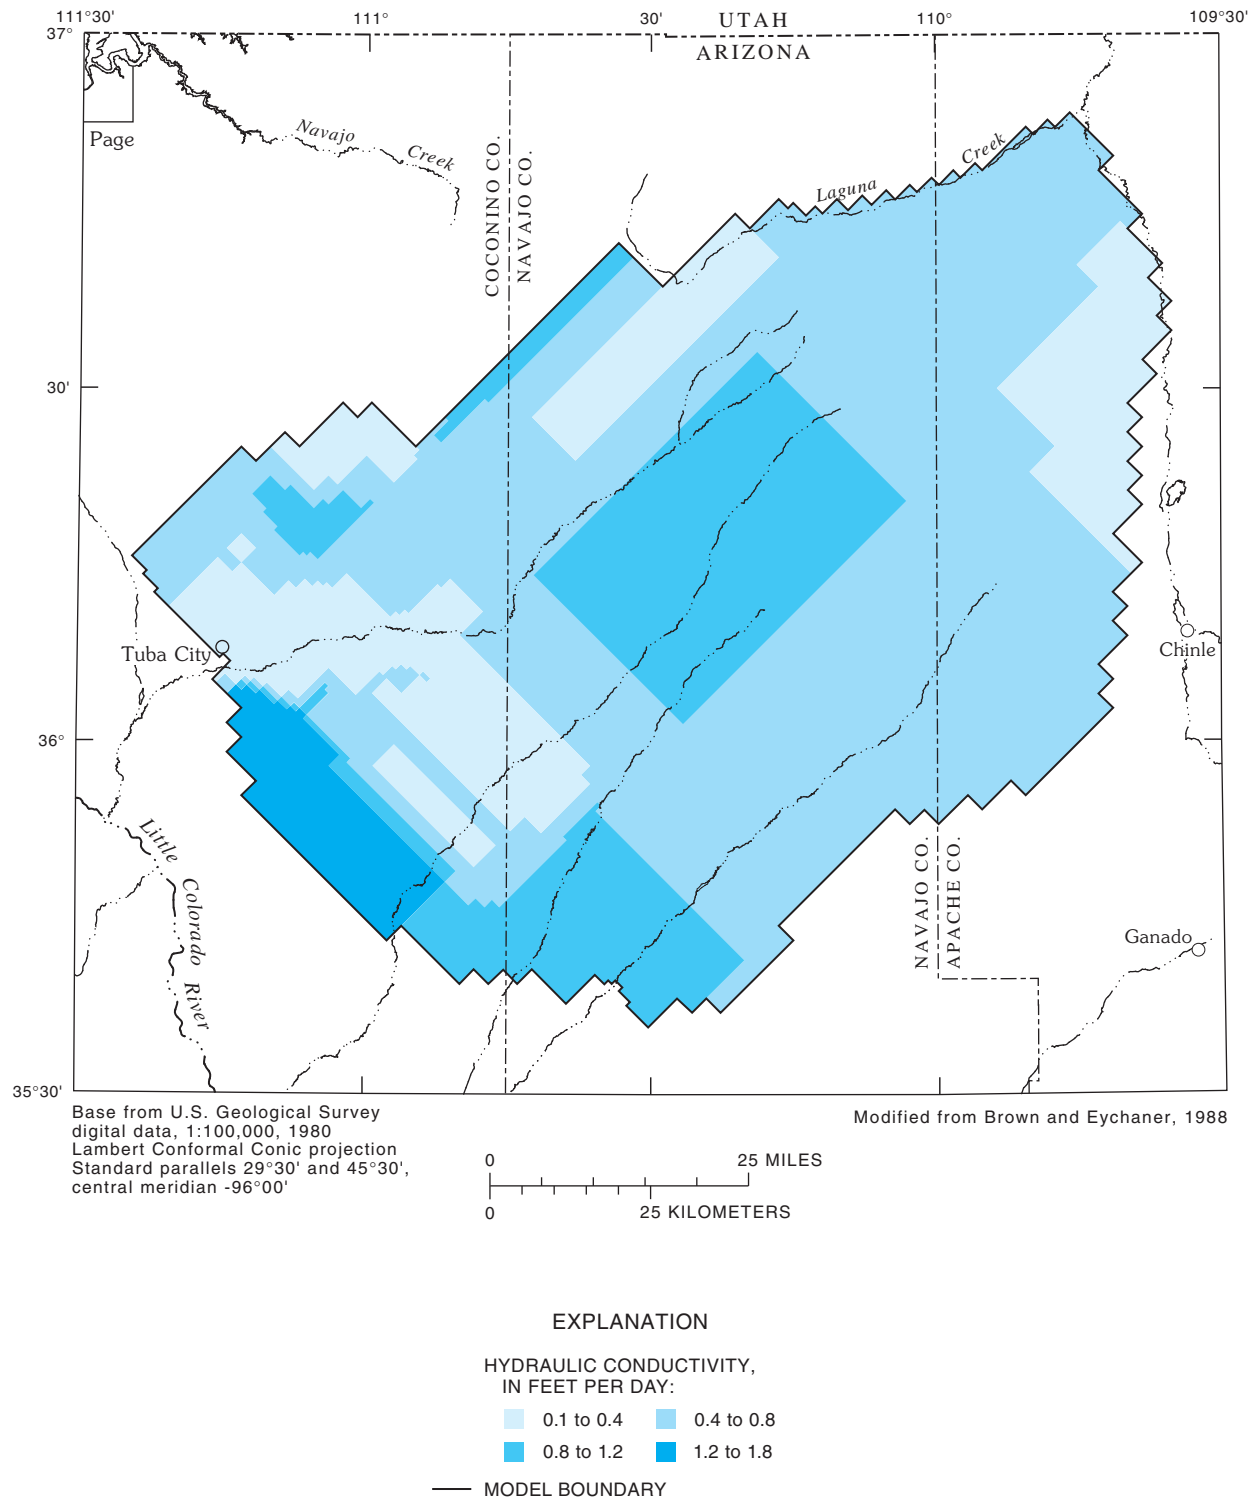 111°30'
111°
30'
UTAH
110°
109°30'
37°
ARIZONA
Page
Navajo
Creek
COCONINO CO.
NAVAJO CO.
Laguna
Creek
30'
Tuba City
Chinle
36°
Little
Colorado
River
NAVAJO CO.
APACHE CO.
Ganado
35°30'
Base from U.S. Geological Survey
digital data, 1:100,000, 1980
Lambert Conformal Conic projection
Standard parallels 29°30' and 45°30',
central meridian -96°00'
Modified from Brown and Eychaner, 1988
0
25 MILES
0
25 KILOMETERS
EXPLANATION
HYDRAULIC CONDUCTIVITY,
IN FEET PER DAY:
0.1 to 0.4
0.4 to 0.8
0.8 to 1.2
1.2 to 1.8
MODEL BOUNDARY